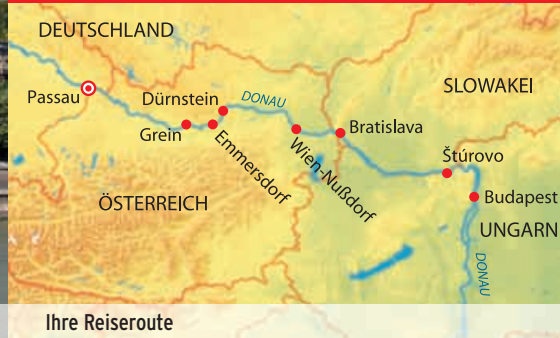 DEUTSCHLAND
Passau
Dürnstein
DONAU
SLOWAKEI
Grein
Emmersdorf
Wien-Nußdorf
Bratislava
Štúrovo
ÖSTERREICH
Budapest
UNGARN
DONAU
Ihre Reiseroute